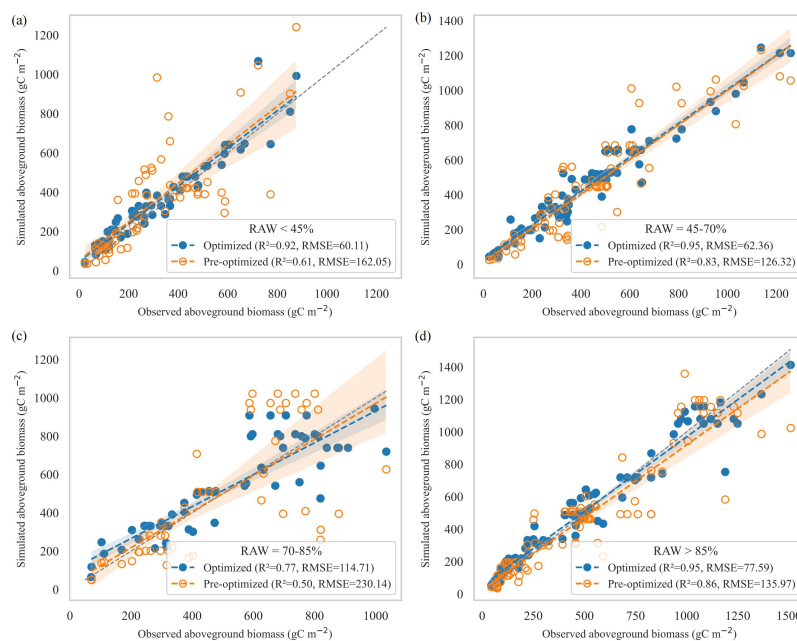 (a)
Simulated aboveground biomass (gC m⁻²)
1200
1000
800
600
400
200
0
RAW < 45%
Optimized (R²=0.92, RMSE=60.11)
Pre-optimized (R²=0.61, RMSE=162.05)
0 200 400 600 800 1000 1200
Observed aboveground biomass (gC m⁻²)
(b)
Simulated aboveground biomass (gC m⁻²)
1400
1200
1000
800
600
400
200
0
RAW = 45-70%
Optimized (R²=0.95, RMSE=62.36)
Pre-optimized (R²=0.83, RMSE=126.32)
0 200 400 600 800 1000 1200
Observed aboveground biomass (gC m⁻²)
(c)
Simulated aboveground biomass (gC m⁻²)
1200
1000
800
600
400
200
0
RAW = 70-85%
Optimized (R²=0.77, RMSE=114.71)
Pre-optimized (R²=0.50, RMSE=230.14)
0 200 400 600 800 1000
Observed aboveground biomass (gC m⁻²)
(d)
Simulated aboveground biomass (gC m⁻²)
1400
1200
1000
800
600
400
200
0
RAW > 85%
Optimized (R²=0.95, RMSE=77.59)
Pre-optimized (R²=0.86, RMSE=135.97)
0 250 500 750 1000 1250 1500
Observed aboveground biomass (gC m⁻²)